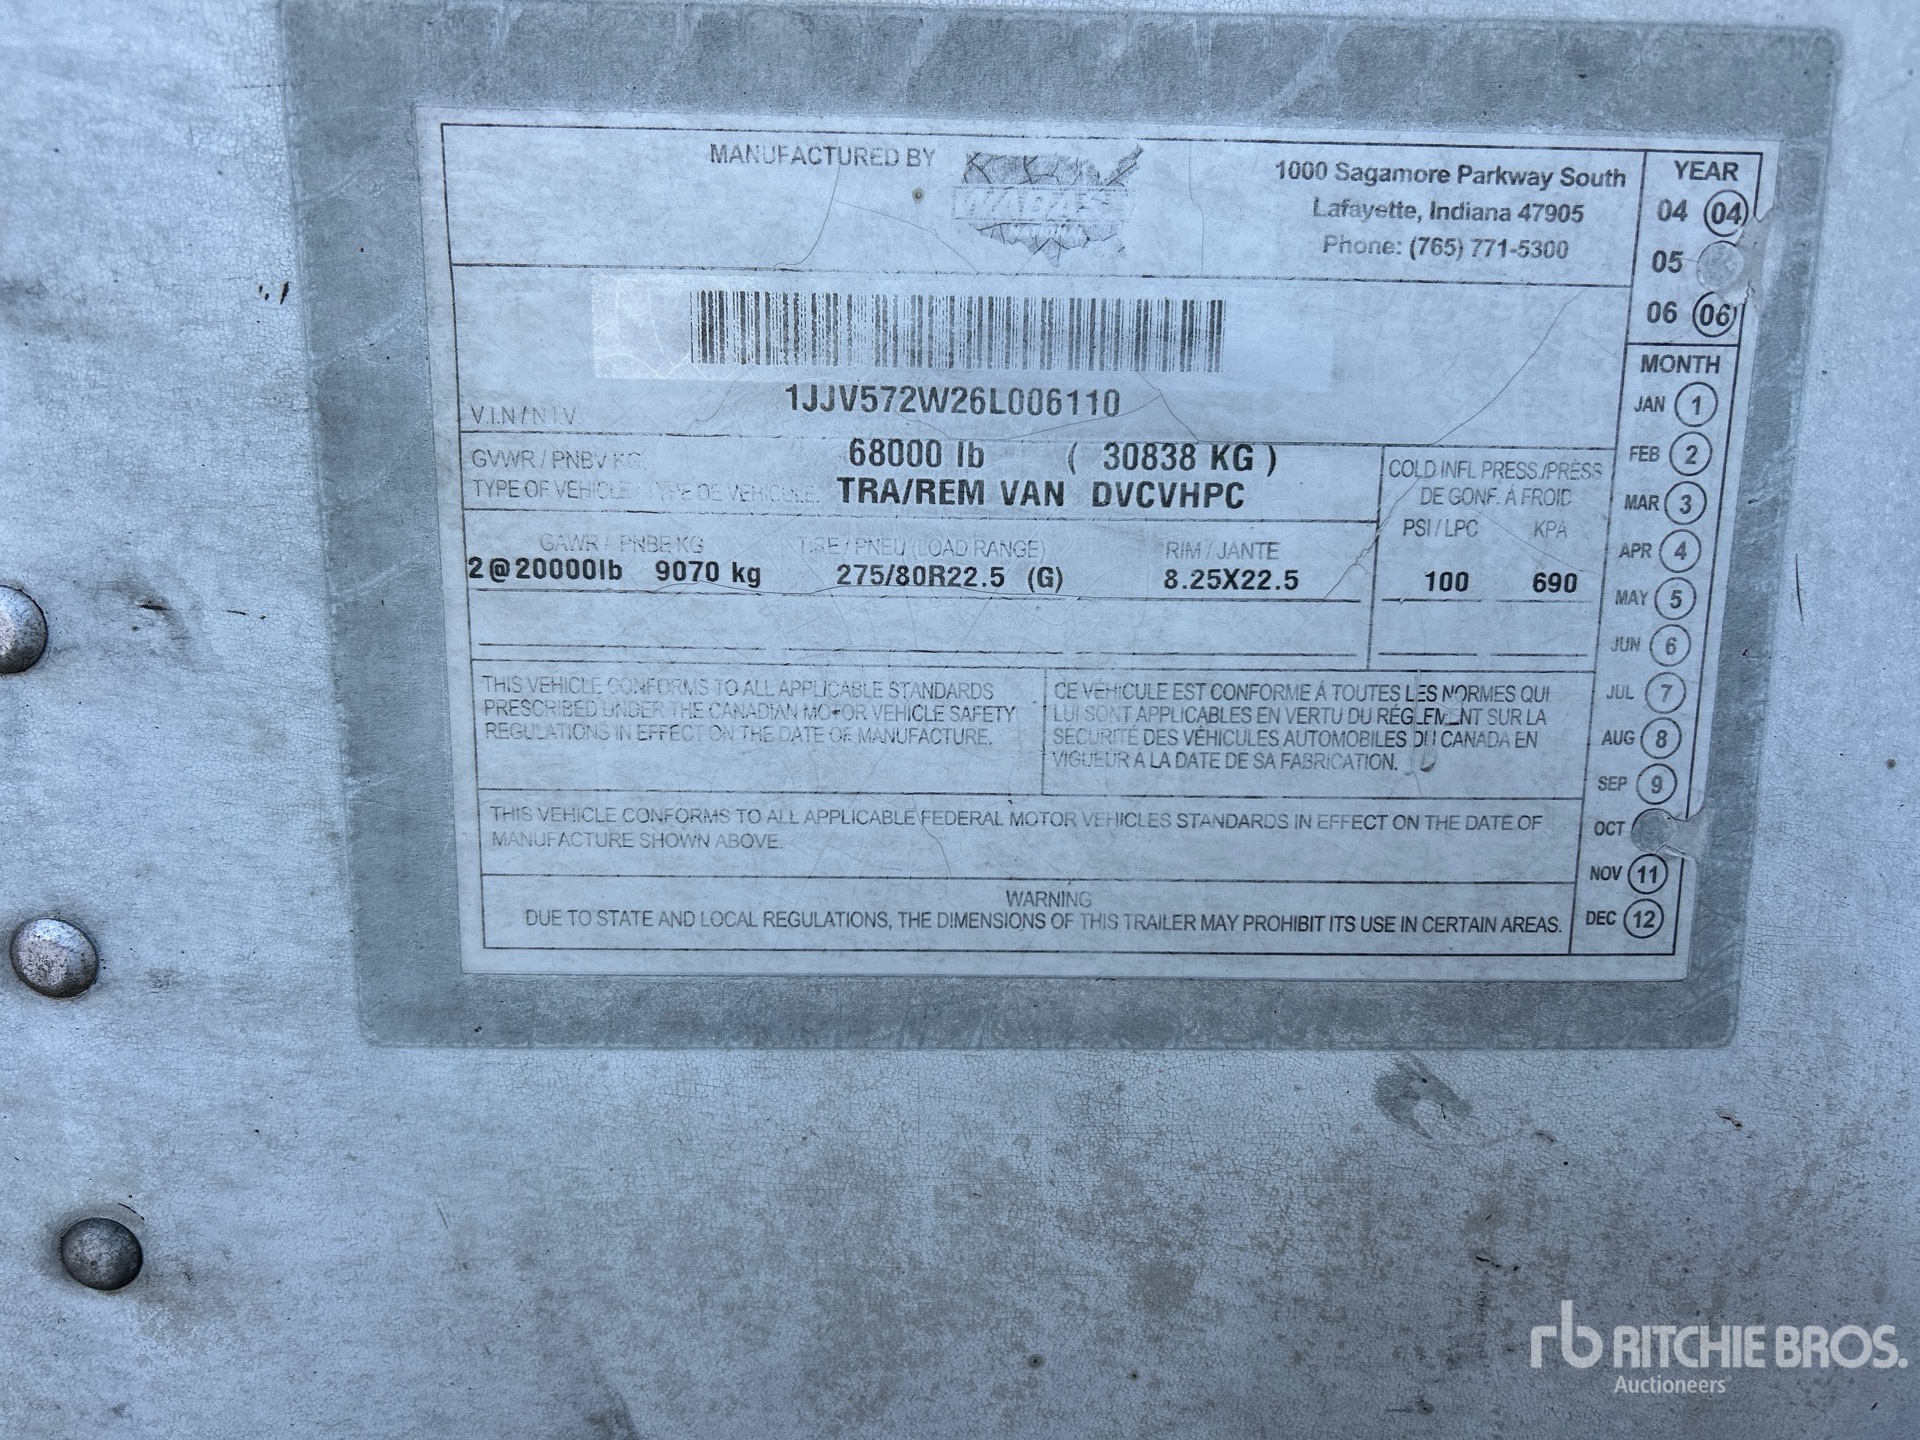 MANUFACTURED BY
WABASH
NATIONAL
1000 Sagamore Parkway South
Lafayette, Indiana 47905
Phone: (765) 771-5300
YEAR
04 04
05
06 06
1JJV572W26L006110
V.I.N / N.I.V
GVWR / PNBV KG. 68000 lb ( 30838 KG )
TYPE OF VEHICLE / TYPE DE VEHICULE: TRA/REM VAN DVCVHPC
COLD INFL PRESS./PRESS
DE GONF. À FROID
PSI / LPC KPA
GAWR / PNBE KG TIRE / PNEU (LOAD RANGE) RIM / JANTE
2@20000lb 9070 kg 275/80R22.5 (G) 8.25X22.5 100 690
THIS VEHICLE CONFORMS TO ALL APPLICABLE STANDARDS
PRESCRIBED UNDER THE CANADIAN MOTOR VEHICLE SAFETY
REGULATIONS IN EFFECT ON THE DATE OF MANUFACTURE.
CE VÉHICULE EST CONFORME À TOUTES LES NORMES QUI
LUI SONT APPLICABLES EN VERTU DU RÉGLEMENT SUR LA
SÉCURITÉ DES VÉHICULES AUTOMOBILES DU CANADA EN
VIGUEUR A LA DATE DE SA FABRICATION.
THIS VEHICLE CONFORMS TO ALL APPLICABLE FEDERAL MOTOR VEHICLES STANDARDS IN EFFECT ON THE DATE OF
MANUFACTURE SHOWN ABOVE.
WARNING
DUE TO STATE AND LOCAL REGULATIONS, THE DIMENSIONS OF THIS TRAILER MAY PROHIBIT ITS USE IN CERTAIN AREAS.
MONTH
JAN 1
FEB 2
MAR 3
APR 4
MAY 5
JUN 6
JUL 7
AUG 8
SEP 9
OCT
NOV 11
DEC 12
rb RITCHIE BROS.
Auctioneers